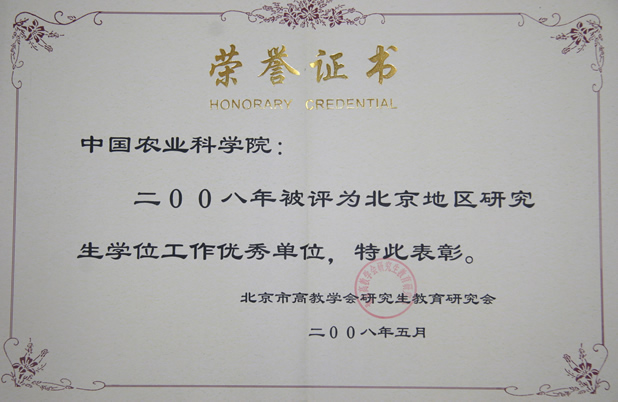 荣誉证书
HONORARY CREDENTIAL
中国农业科学院：
二00八年被评为北京地区研究
生学位工作优秀单位，特此表彰。
北京市高教学会研究生教育研究会
二00八年五月